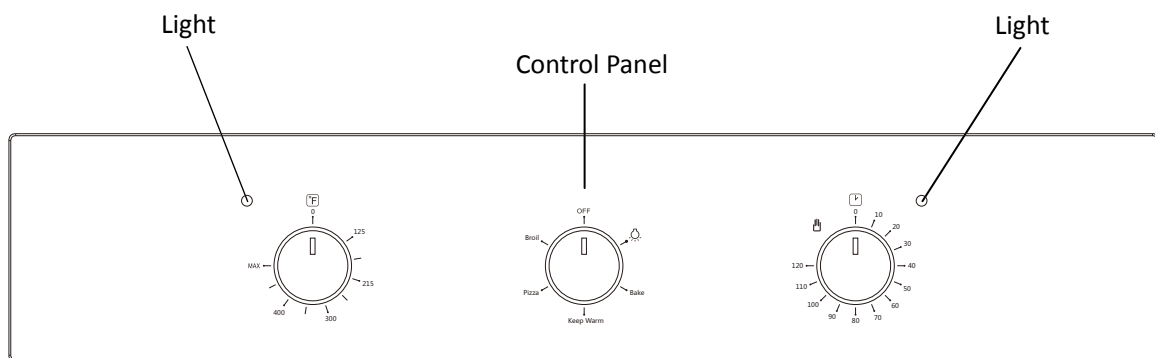 Light
Light
Control Panel
°F
0
125
215
300
400
MAX
OFF
Bake
Keep Warm
Pizza
Broil
0
10
20
30
40
50
60
70
80
90
100
110
120